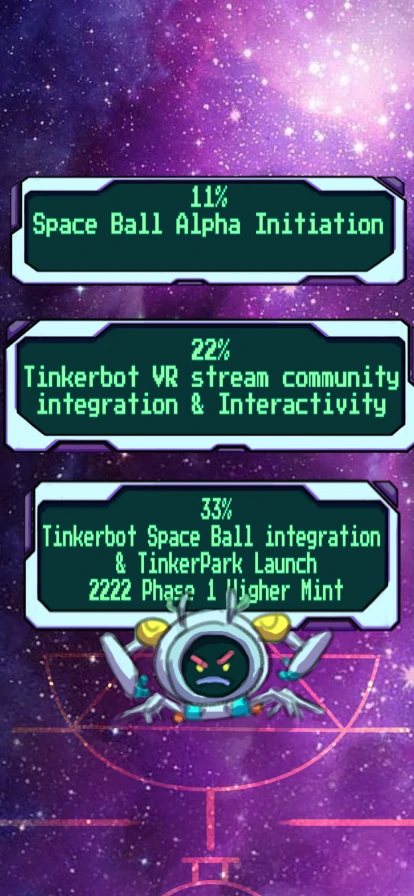 11%
Space Ball Alpha Initiation
22%
Tinkerbot VR stream community
integration & Interactivity
33%
Tinkerbot Space Ball integration
& TinkerPark Launch
2222 Phase 1 Higher Mint